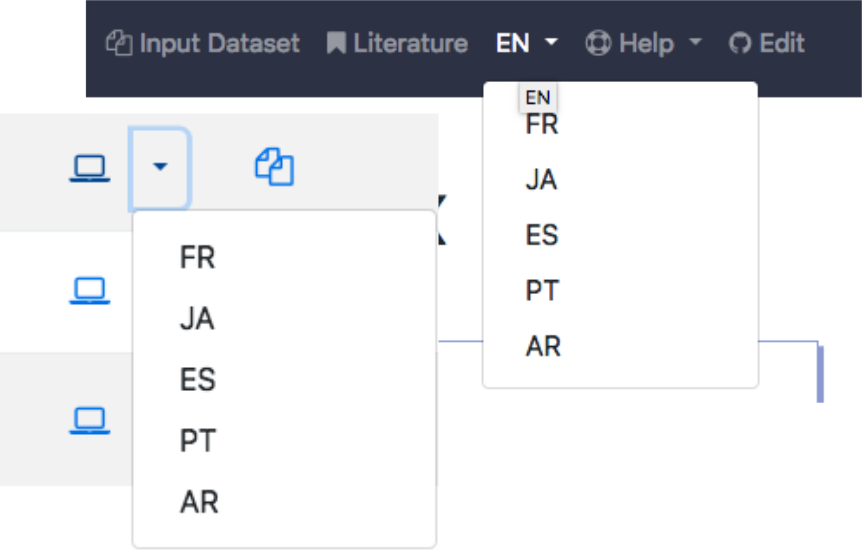 Input Dataset Literature EN Help Edit
EN
FR
JA
ES
PT
AR
FR
JA
ES
PT
AR